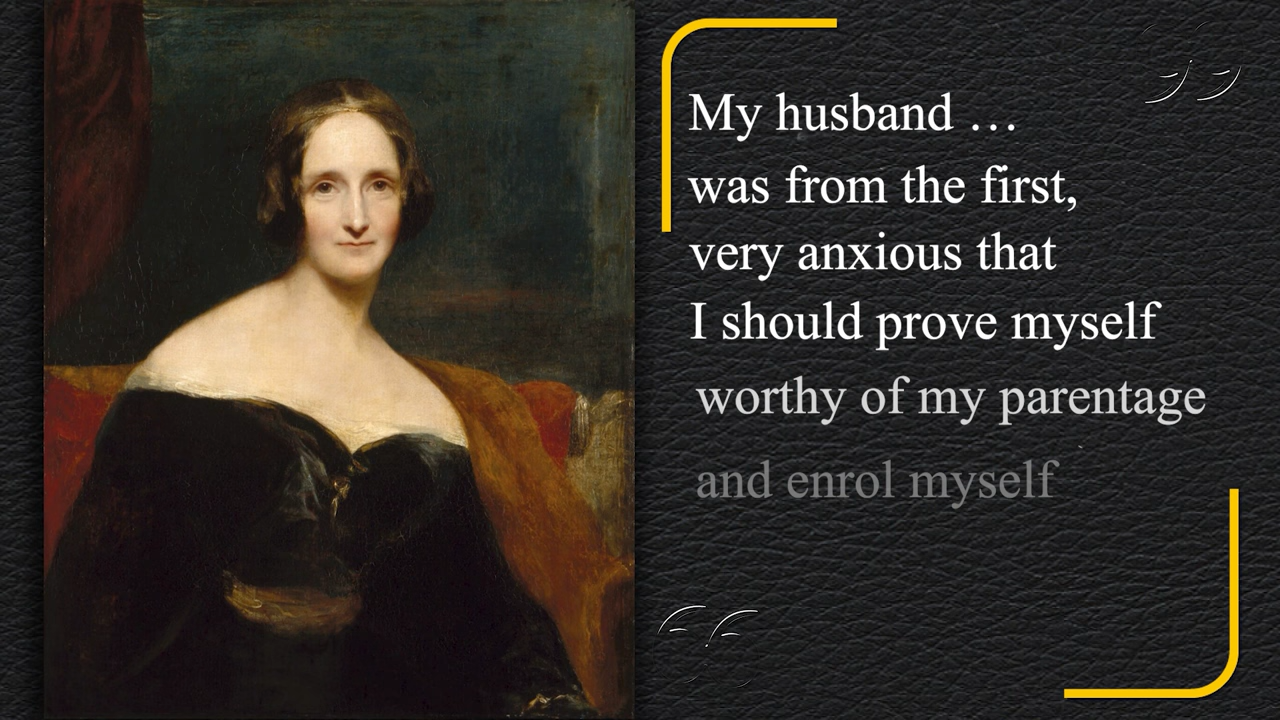 My husband …
was from the first,
very anxious that
I should prove myself
worthy of my parentage
and enrol myself